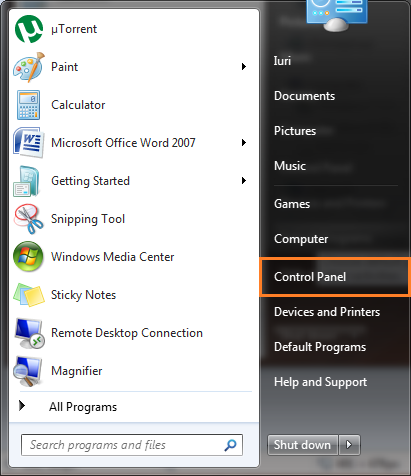 µTorrent
Paint
Calculator
Microsoft Office Word 2007
Getting Started
Snipping Tool
Windows Media Center
Sticky Notes
Remote Desktop Connection
Magnifier
All Programs
Search programs and files
Iuri
Documents
Pictures
Music
Games
Computer
Control Panel
Devices and Printers
Default Programs
Help and Support
Shut down